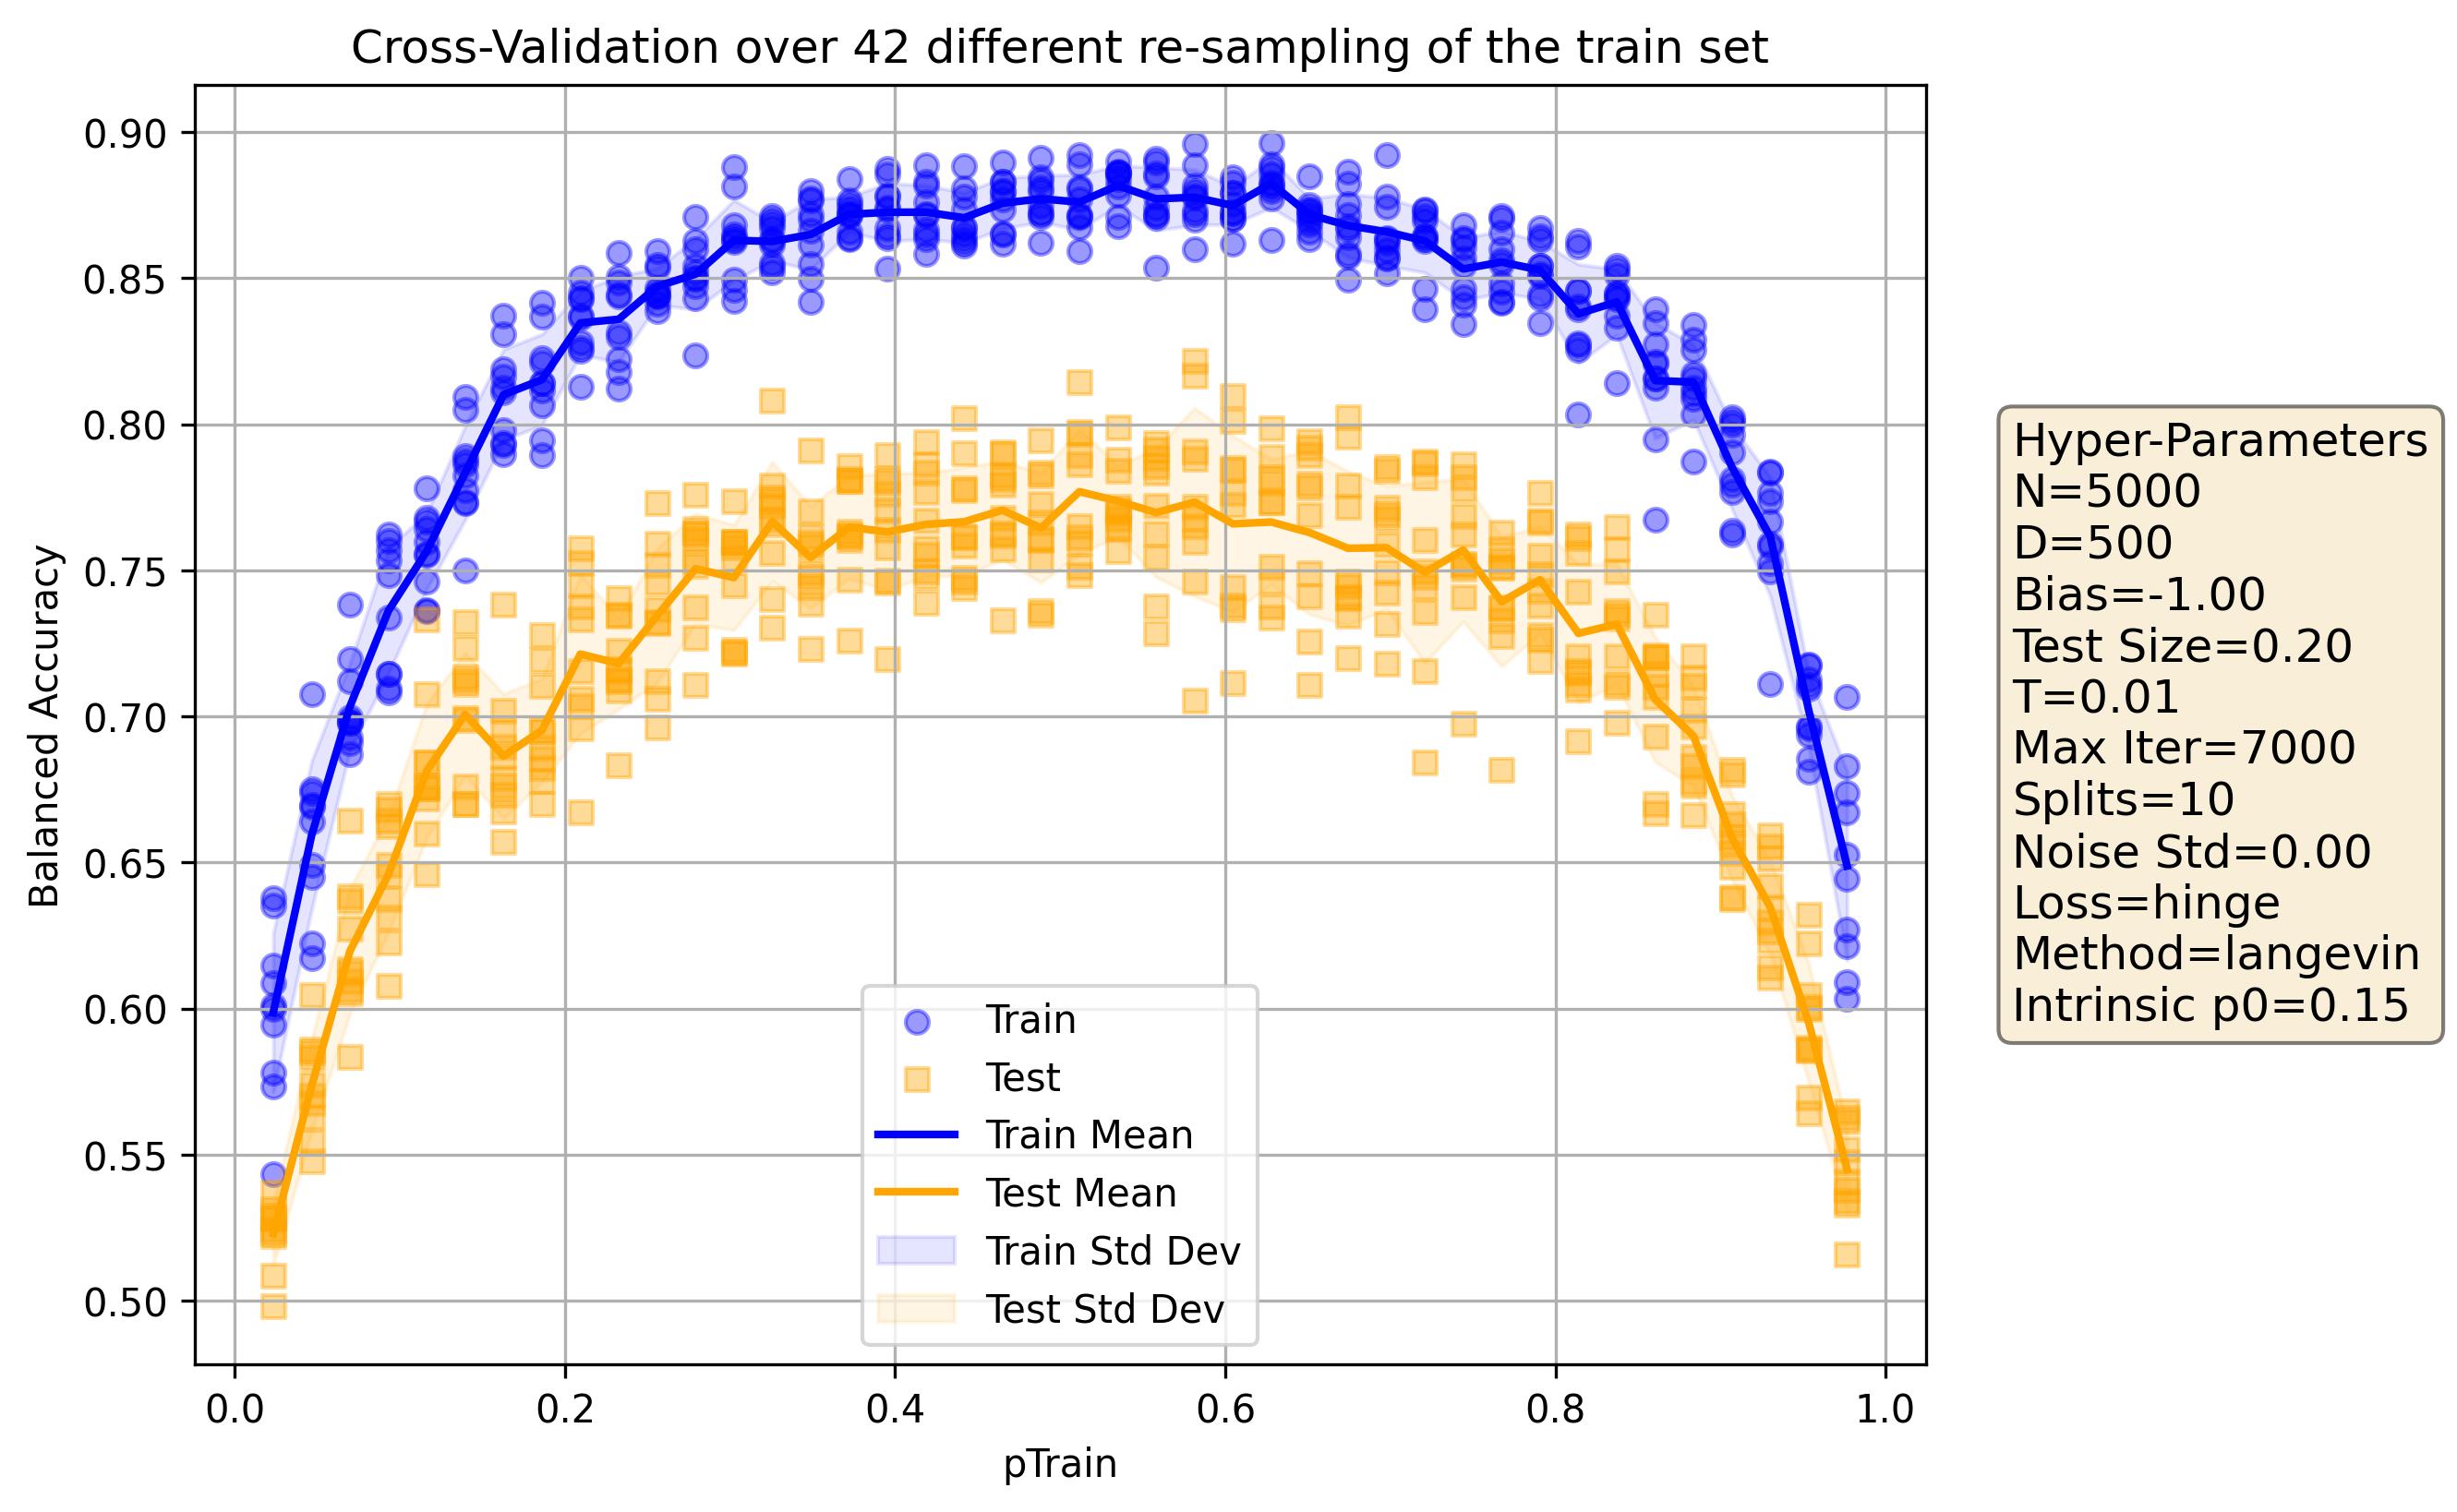 Cross-Validation over 42 different re-sampling of the train set
Balanced Accuracy
0.90
0.85
0.80
0.75
0.70
0.65
0.60
0.55
0.50
Train
Test
Train Mean
Test Mean
Train Std Dev
Test Std Dev
0.0 0.2 0.4 0.6 0.8 1.0
pTrain
Hyper-Parameters
N=5000
D=500
Bias=-1.00
Test Size=0.20
T=0.01
Max Iter=7000
Splits=10
Noise Std=0.00
Loss=hinge
Method=langevin
Intrinsic p0=0.15